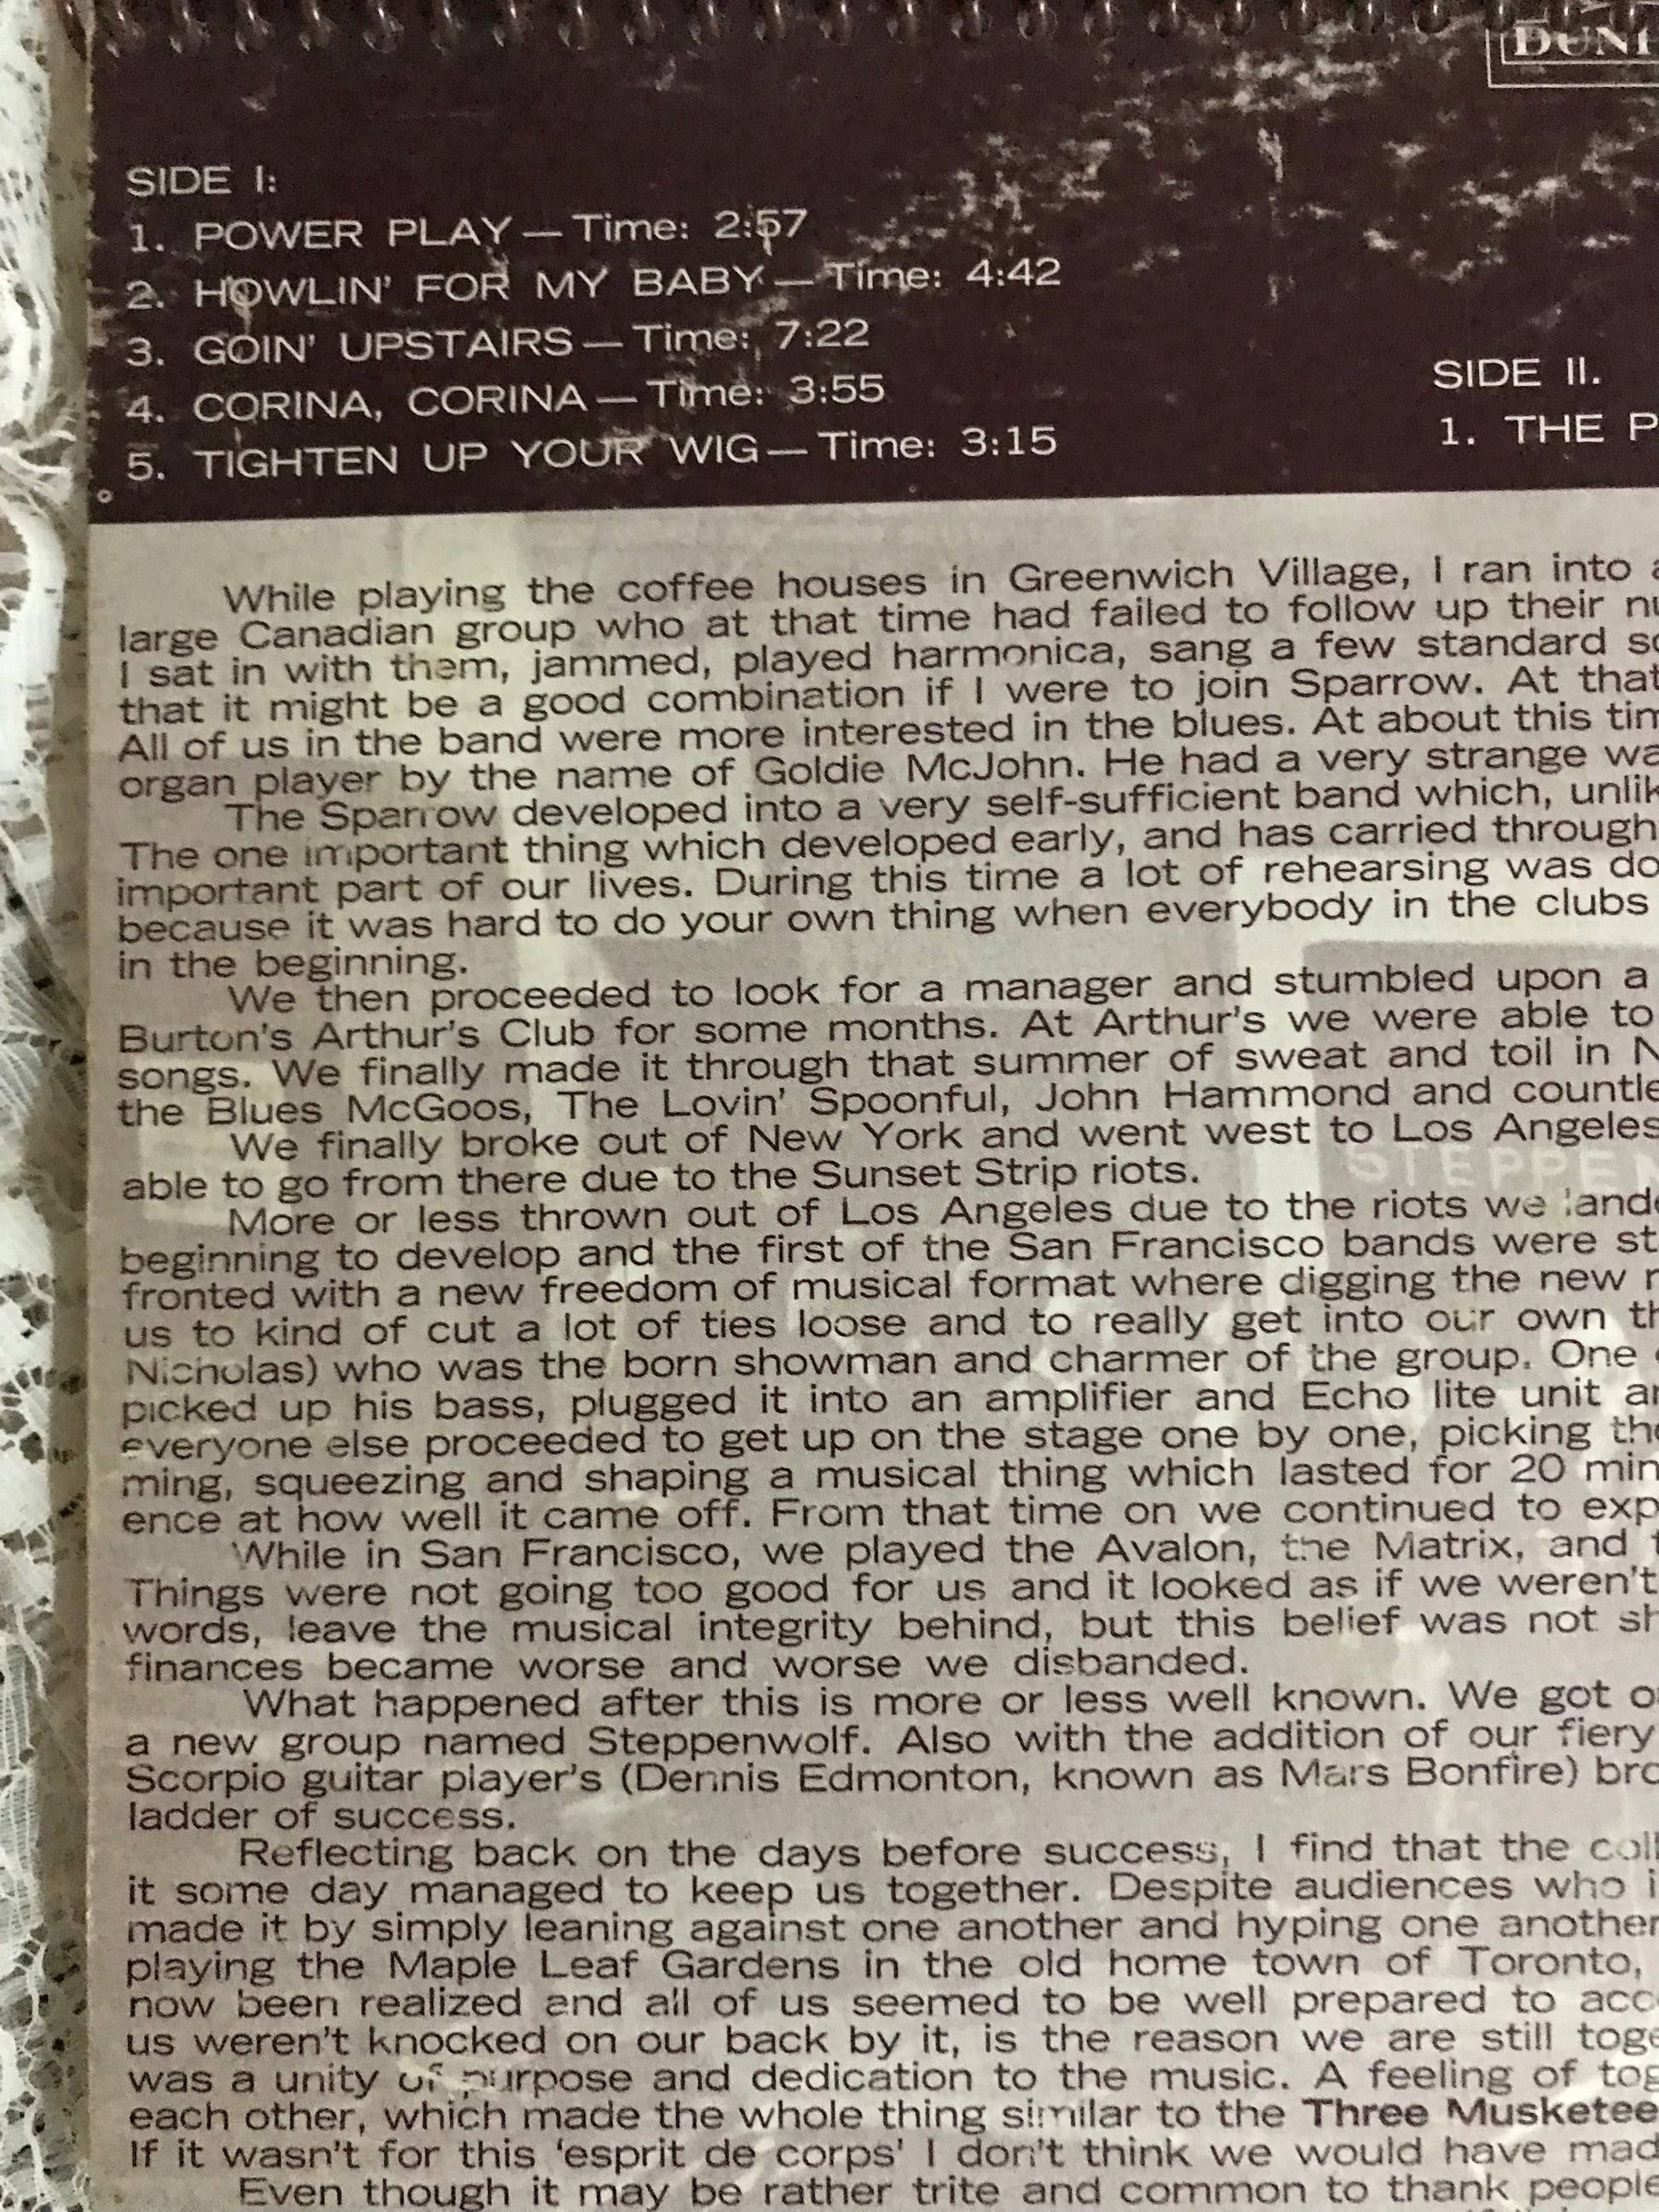 DUN
SIDE I:
1. POWER PLAY — Time: 2:57
2. HOWLIN' FOR MY BABY — Time: 4:42
3. GOIN' UPSTAIRS — Time: 7:22
4. CORINA, CORINA — Time: 3:55
5. TIGHTEN UP YOUR WIG — Time: 3:15
SIDE II.
1. THE P
While playing the coffee houses in Greenwich Village, I ran into a
large Canadian group who at that time had failed to follow up their nu
I sat in with them, jammed, played harmonica, sang a few standard so
that it might be a good combination if I were to join Sparrow. At that
All of us in the band were more interested in the blues. At about this tim
organ player by the name of Goldie McJohn. He had a very strange wa
The Sparrow developed into a very self-sufficient band which, unlik
The one important thing which developed early, and has carried through
important part of our lives. During this time a lot of rehearsing was do
because it was hard to do your own thing when everybody in the clubs
in the beginning.
We then proceeded to look for a manager and stumbled upon a
Burton's Arthur's Club for some months. At Arthur's we were able to
songs. We finally made it through that summer of sweat and toil in N
the Blues McGoos, The Lovin' Spoonful, John Hammond and countle
We finally broke out of New York and went west to Los Angeles
able to go from there due to the Sunset Strip riots.
STEPPEN
More or less thrown out of Los Angeles due to the riots we lande
beginning to develop and the first of the San Francisco bands were st
fronted with a new freedom of musical format where digging the new
us to kind of cut a lot of ties loose and to really get into our own th
Nicholas) who was the born showman and charmer of the group. One
picked up his bass, plugged it into an amplifier and Echo lite unit an
everyone else proceeded to get up on the stage one by one, picking the
ming, squeezing and shaping a musical thing which lasted for 20 min
ence at how well it came off. From that time on we continued to exp
While in San Francisco, we played the Avalon, the Matrix, and t
Things were not going too good for us and it looked as if we weren't
words, leave the musical integrity behind, but this belief was not sh
finances became worse and worse we disbanded.
What happened after this is more or less well known. We got o
a new group named Steppenwolf. Also with the addition of our fiery
Scorpio guitar player's (Dennis Edmonton, known as Mars Bonfire) bro
ladder of success.
Reflecting back on the days before success, I find that the coll
it some day managed to keep us together. Despite audiences who i
made it by simply leaning against one another and hyping one another
playing the Maple Leaf Gardens in the old home town of Toronto,
now been realized and all of us seemed to be well prepared to acc
us weren't knocked on our back by it, is the reason we are still toge
was a unity of purpose and dedication to the music. A feeling of tog
each other, which made the whole thing similar to the Three Musketee
If it wasn't for this 'esprit de corps' I don't think we would have mad
Even though it may be rather trite and common to thank people